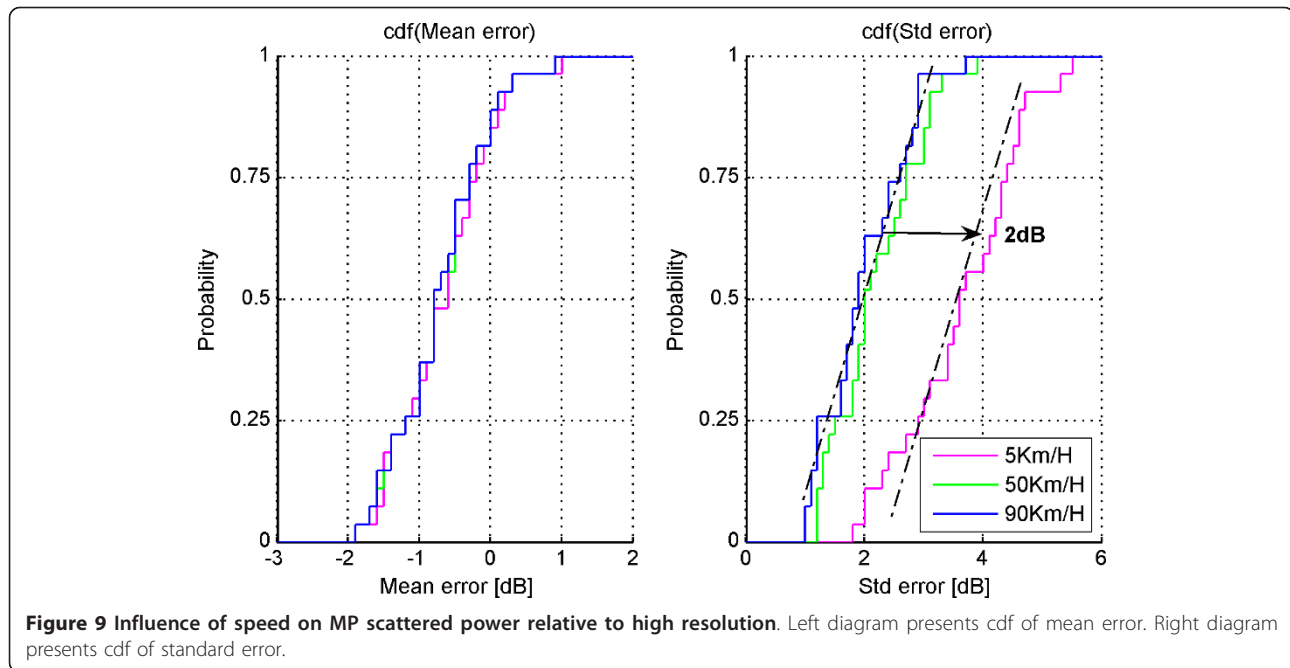 cdf(Mean error)
1
0.75
0.5
0.25
0
Probability
-3 -2 -1 0 1 2
Mean error [dB]
cdf(Std error)
1
0.75
0.5
0.25
0
Probability
2dB
5Km/H
50Km/H
90Km/H
0 2 4 6
Std error [dB]
Figure 9 Influence of speed on MP scattered power relative to high resolution. Left diagram presents cdf of mean error. Right diagram
presents cdf of standard error.